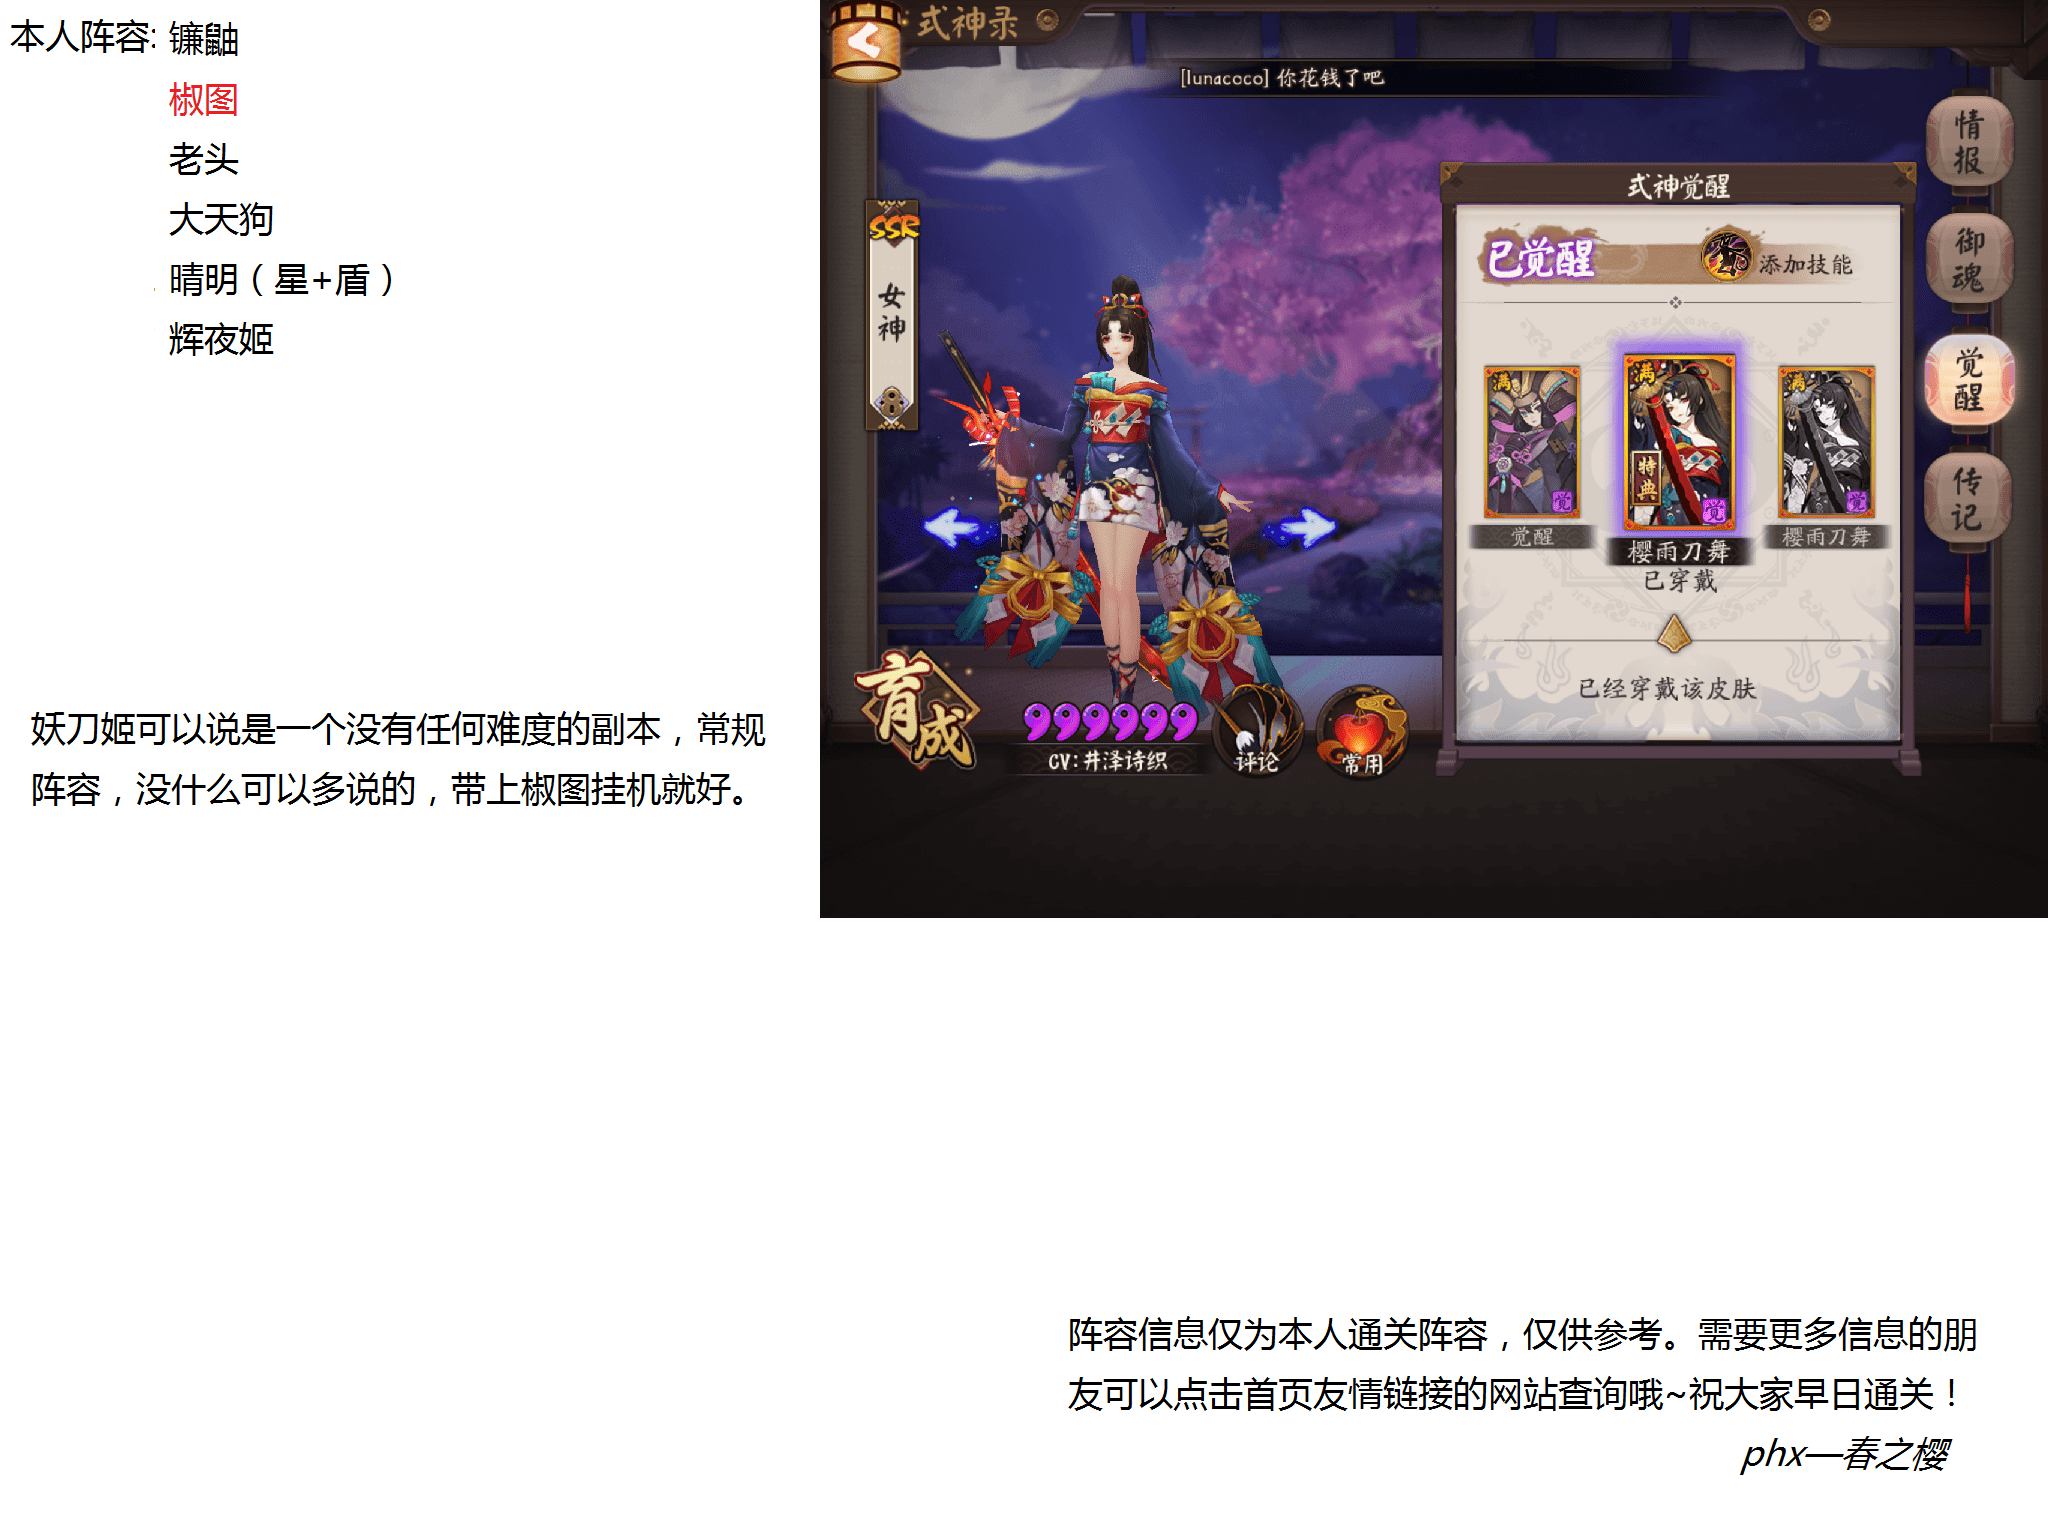 本人阵容: 镰鼬
椒图
老头
大天狗
晴明（星+盾）
辉夜姬
妖刀姬可以说是一个没有任何难度的副本，常规
阵容，没什么可以多说的，带上椒图挂机就好。
式神录
[lunacoco] 你花钱了吧
SSR
女神
育成
CV:井泽诗织
评论
常用
式神觉醒
已觉醒
添加技能
满
觉
觉醒
满
特典
觉
樱雨刀舞
已穿戴
满
觉
樱雨刀舞
已经穿戴该皮肤
情报
御魂
觉醒
传记
阵容信息仅为本人通关阵容，仅供参考。需要更多信息的朋
友可以点击首页友情链接的网站查询哦~祝大家早日通关！
phx—春之樱